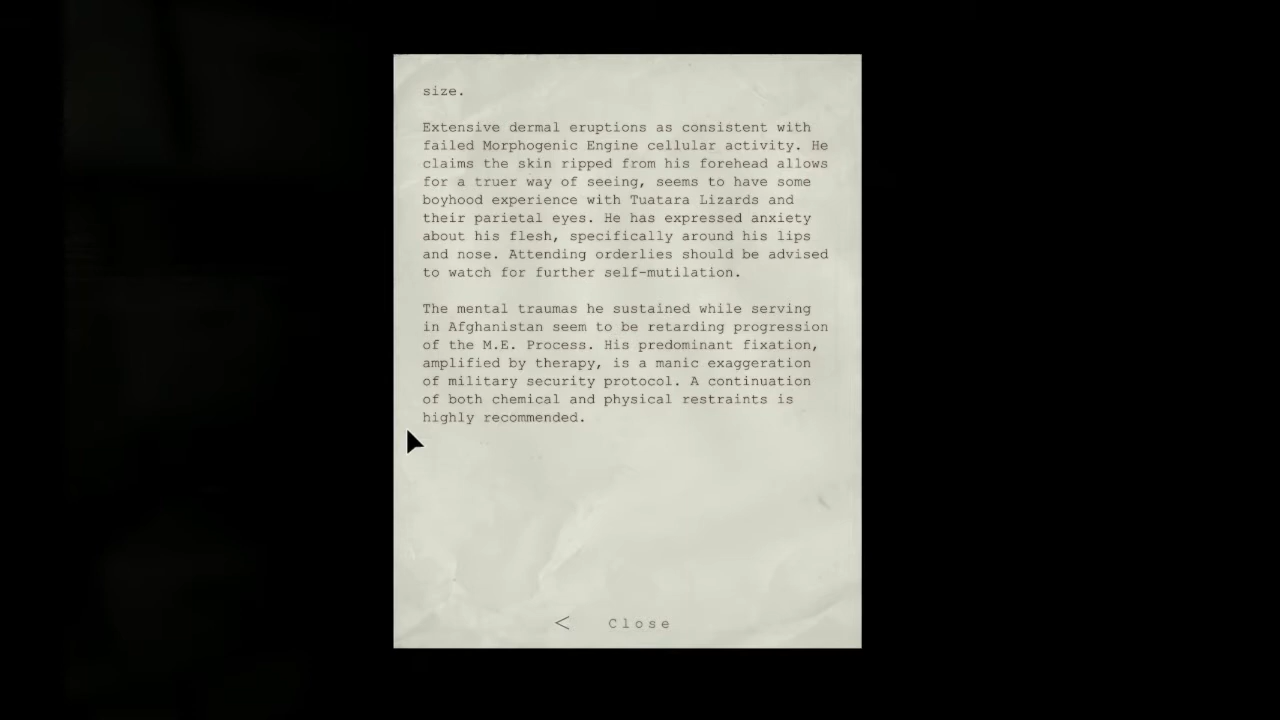 size.
Extensive dermal eruptions as consistent with
failed Morphogenic Engine cellular activity. He
claims the skin ripped from his forehead allows
for a truer way of seeing, seems to have some
boyhood experience with Tuatara Lizards and
their parietal eyes. He has expressed anxiety
about his flesh, specifically around his lips
and nose. Attending orderlies should be advised
to watch for further self-mutilation.
The mental traumas he sustained while serving
in Afghanistan seem to be retarding progression
of the M.E. Process. His predominant fixation,
amplified by therapy, is a manic exaggeration
of military security protocol. A continuation
of both chemical and physical restraints is
highly recommended.
< Close